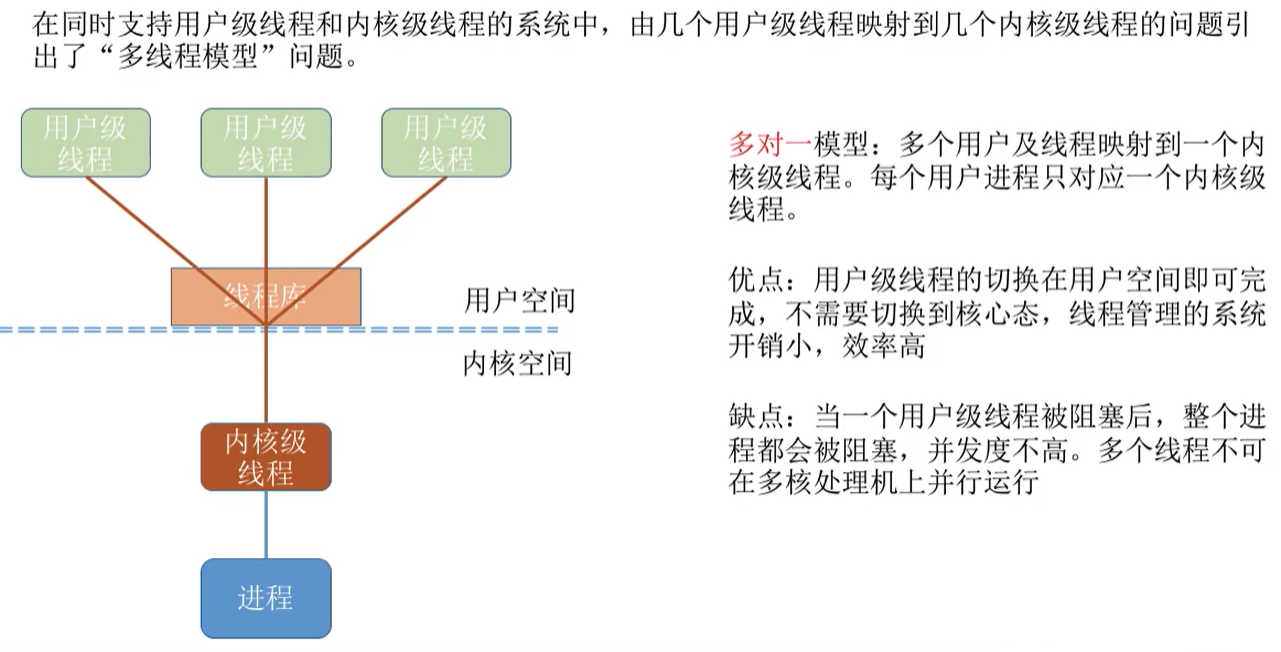 在同时支持用户级线程和内核级线程的系统中，由几个用户级线程映射到几个内核级线程的问题引
出了“多线程模型”问题。
用户级
线程
用户级
线程
用户级
线程
线程库
用户空间
内核空间
内核级
线程
进程
多对一模型：多个用户及线程映射到一个内
核级线程。每个用户进程只对应一个内核级
线程。
优点：用户级线程的切换在用户空间即可完
成，不需要切换到核心态，线程管理的系统
开销小，效率高
缺点：当一个用户级线程被阻塞后，整个进
程都会被阻塞，并发度不高。多个线程不可
在多核处理机上并行运行